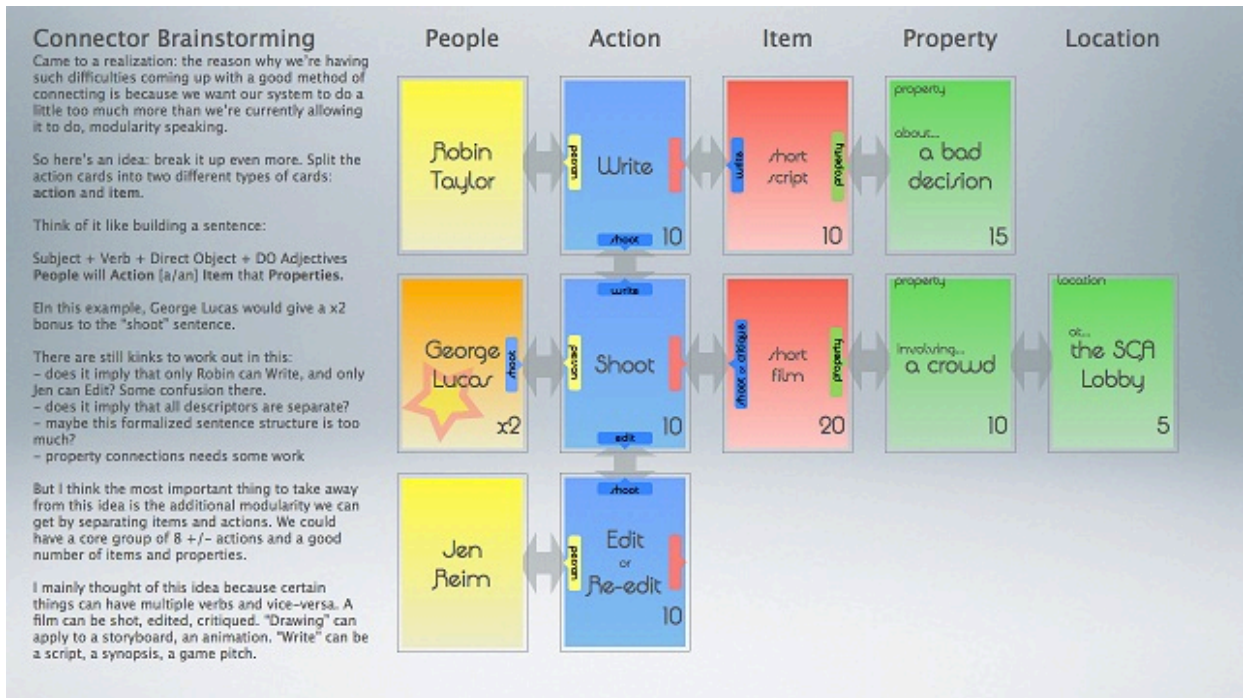 Connector Brainstorming
Came to a realization: the reason why we're having
such difficulties coming up with a good method of
connecting is because we want our system to do a
little too much more than we're currently allowing
it to do, modularity speaking.
So here's an idea: break it up even more. Split the
action cards into two different types of cards:
action and item.
Think of it like building a sentence:
Subject + Verb + Direct Object + DO Adjectives
People will Action [a/an] Item that Properties.
EIn this example, George Lucas would give a x2
bonus to the "shoot" sentence.
There are still kinks to work out in this:
- does it imply that only Robin can Write, and only
Jen can Edit? Some confusion there.
- does it imply that all descriptors are separate?
- maybe this formalized sentence structure is too
much?
- property connections needs some work
But I think the most important thing to take away
from this idea is the additional modularity we can
get by separating items and actions. We could
have a core group of 8 +/- actions and a good
number of items and properties.
I mainly thought of this idea because certain
things can have multiple verbs and vice-versa. A
film can be shot, edited, critiqued. "Drawing" can
apply to a storyboard, an animation. "Write" can be
a script, a synopsis, a game pitch.
People
Action
Item
Property
Location
Robin
Taylor
person
Write
shoot
10
write
short
script
property
10
property
about...
a bad
decision
15
George
Lucas
shoot
x2
write
person
Shoot
edit
10
shoot or critique
short
film
property
20
property
involving...
a crowd
10
location
at...
the SCA
Lobby
5
Jen
Reim
shoot
person
Edit
or
Re-edit
10